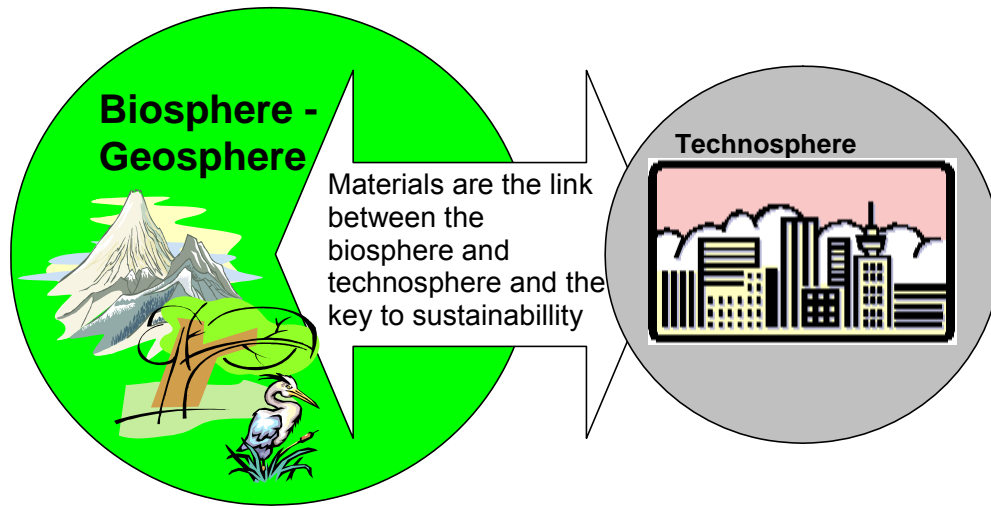 Biosphere -
Geosphere
Materials are the link
between the
biosphere and
technosphere and the
key to sustainabillity
Technosphere